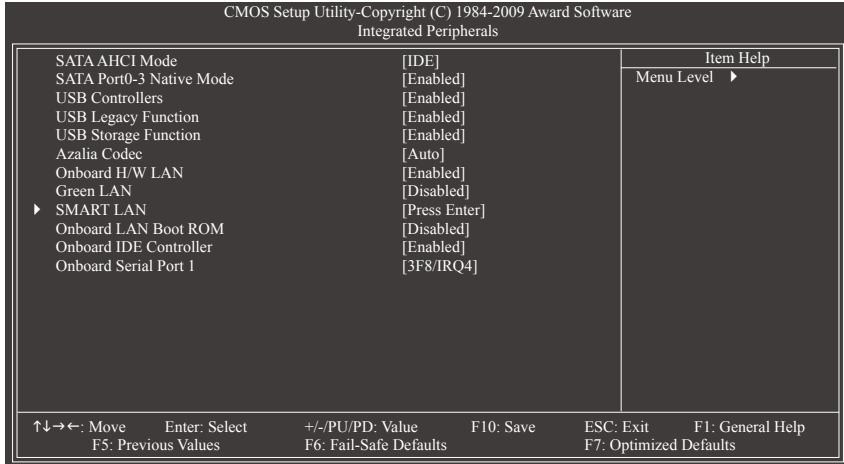 CMOS Setup Utility-Copyright (C) 1984-2009 Award Software
Integrated Peripherals
SATA AHCI Mode [IDE]
SATA Port0-3 Native Mode [Enabled]
USB Controllers [Enabled]
USB Legacy Function [Enabled]
USB Storage Function [Enabled]
Azalia Codec [Auto]
Onboard H/W LAN [Enabled]
Green LAN [Disabled]
SMART LAN [Press Enter]
Onboard LAN Boot ROM [Disabled]
Onboard IDE Controller [Enabled]
Onboard Serial Port 1 [3F8/IRQ4]
Item Help
Menu Level
↑↓→←: Move Enter: Select +/-/PU/PD: Value F10: Save ESC: Exit F1: General Help
F5: Previous Values F6: Fail-Safe Defaults F7: Optimized Defaults